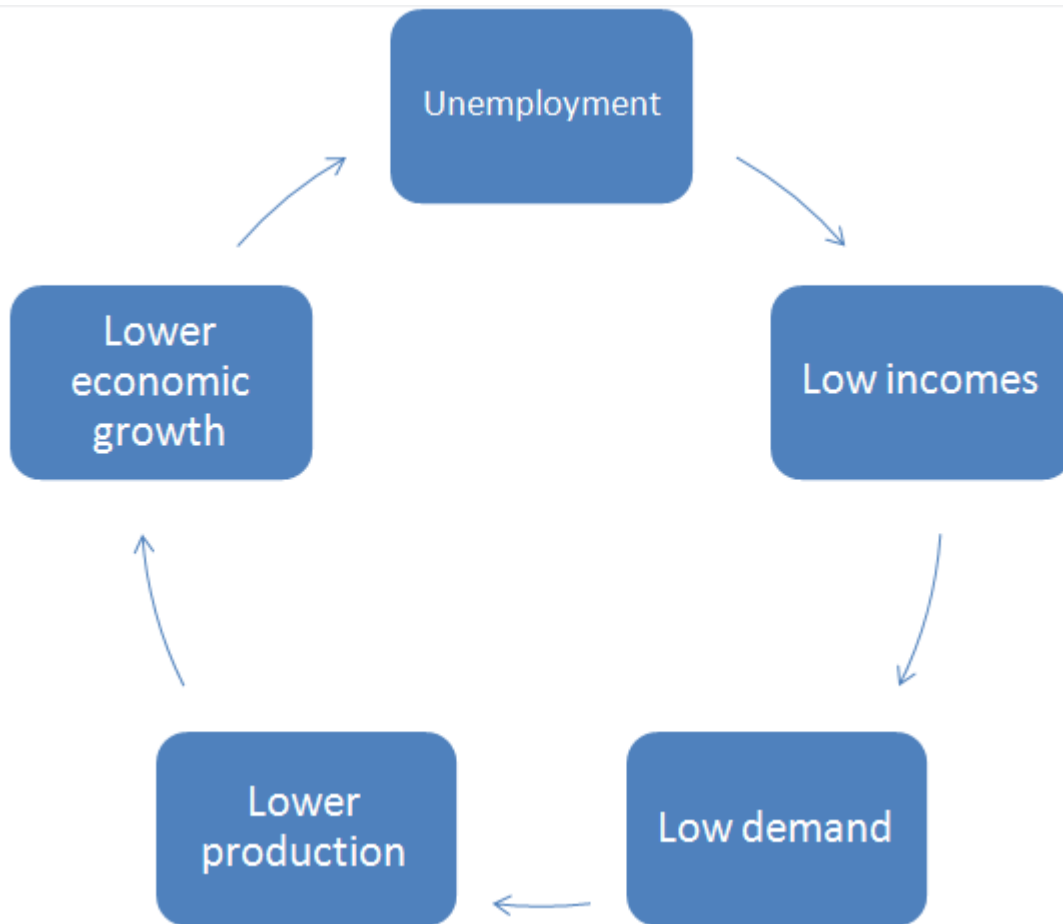 Unemployment
Low incomes
Low demand
Lower
production
Lower
economic
growth